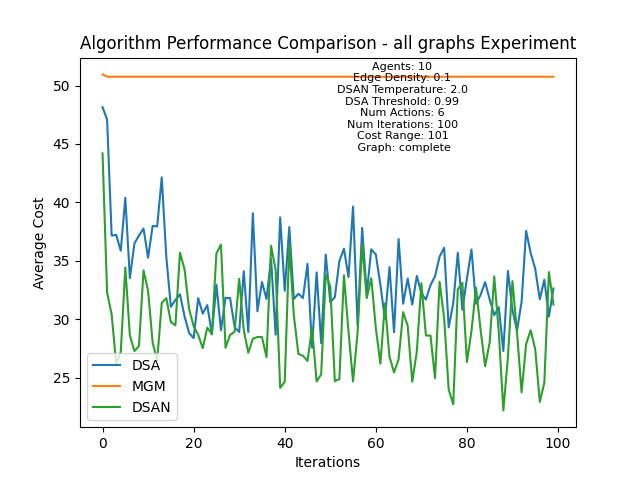 Algorithm Performance Comparison - all graphs Experiment
Agents: 10
Edge Density: 0.1
DSAN Temperature: 2.0
DSA Threshold: 0.99
Num Actions: 6
Num Iterations: 100
Cost Range: 101
Graph: complete
Average Cost
50
45
40
35
30
25
DSA
MGM
DSAN
0 20 40 60 80 100
Iterations